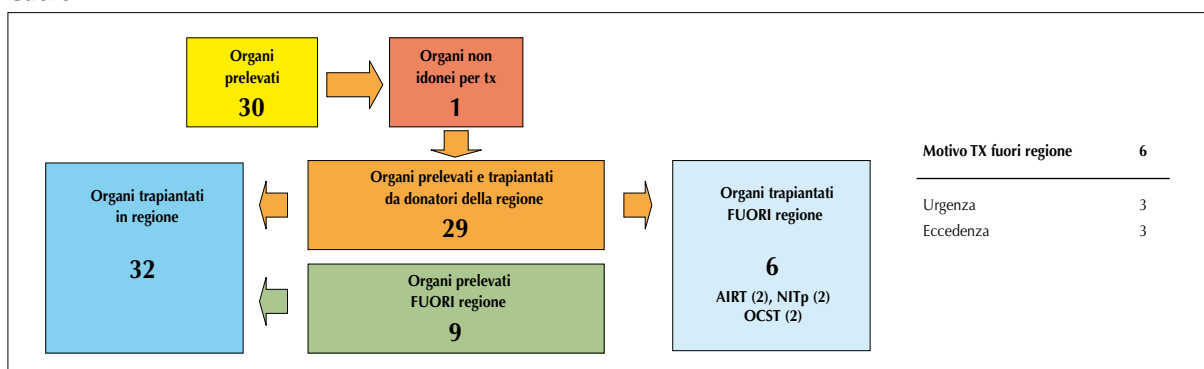 Organi
prelevati
30
Organi non
idonei per tx
1
Organi trapiantati
in regione
32
Organi prelevati e trapiantati
da donatori della regione
29
Organi prelevati
FUORI regione
9
Organi trapiantati
FUORI regione
6
AIRT (2), NITp (2)
OCST (2)
Motivo TX fuori regione 6
Urgenza 3
Eccedenza 3